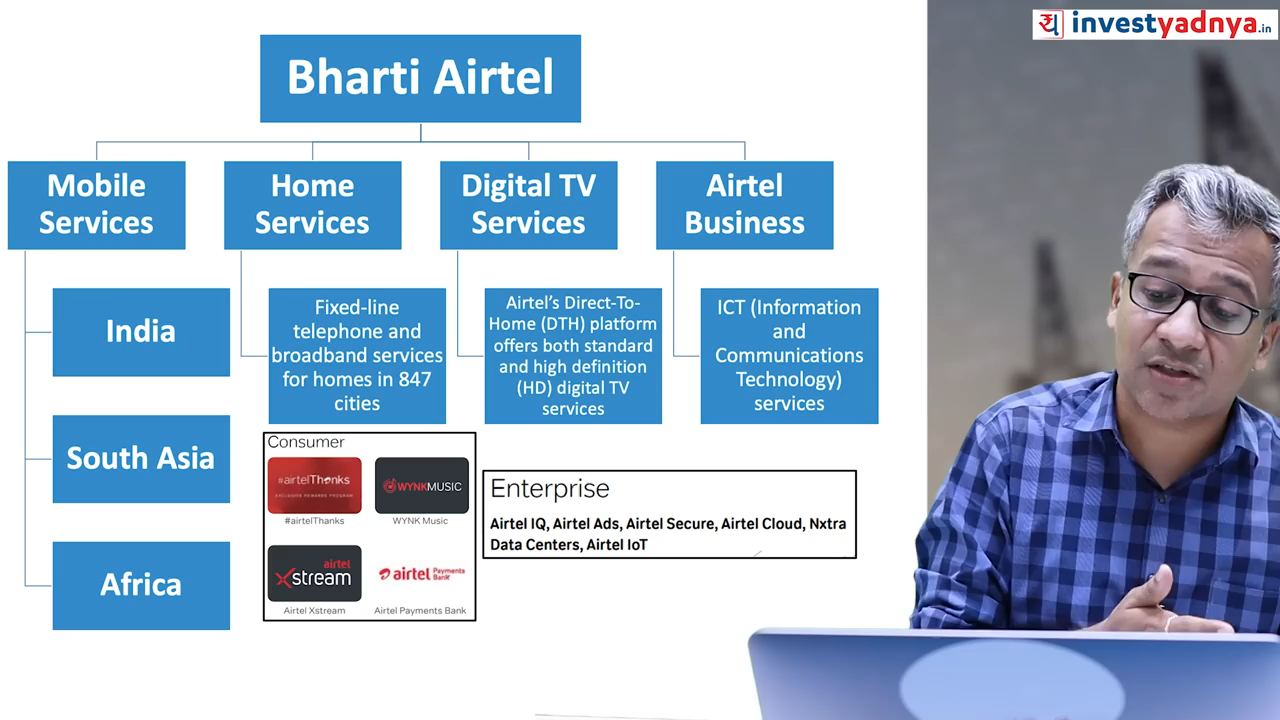 investyadnya.in
Bharti Airtel
Mobile
Services
Home
Services
Digital TV
Services
Airtel
Business
India
South Asia
Africa
Fixed-line
telephone and
broadband services
for homes in 847
cities
Airtel’s Direct-To-
Home (DTH) platform
offers both standard
and high definition
(HD) digital TV
services
ICT (Information
and
Communications
Technology)
services
Consumer
#airtelThanks
EXCLUSIVE REWARDS PROGRAM
#airtelThanks
WYNK MUSIC
WYNK Music
airtel
Xstream
Airtel Xstream
airtel Payments
Bank
Airtel Payments Bank
Enterprise
Airtel IQ, Airtel Ads, Airtel Secure, Airtel Cloud, Nxtra
Data Centers, Airtel IoT